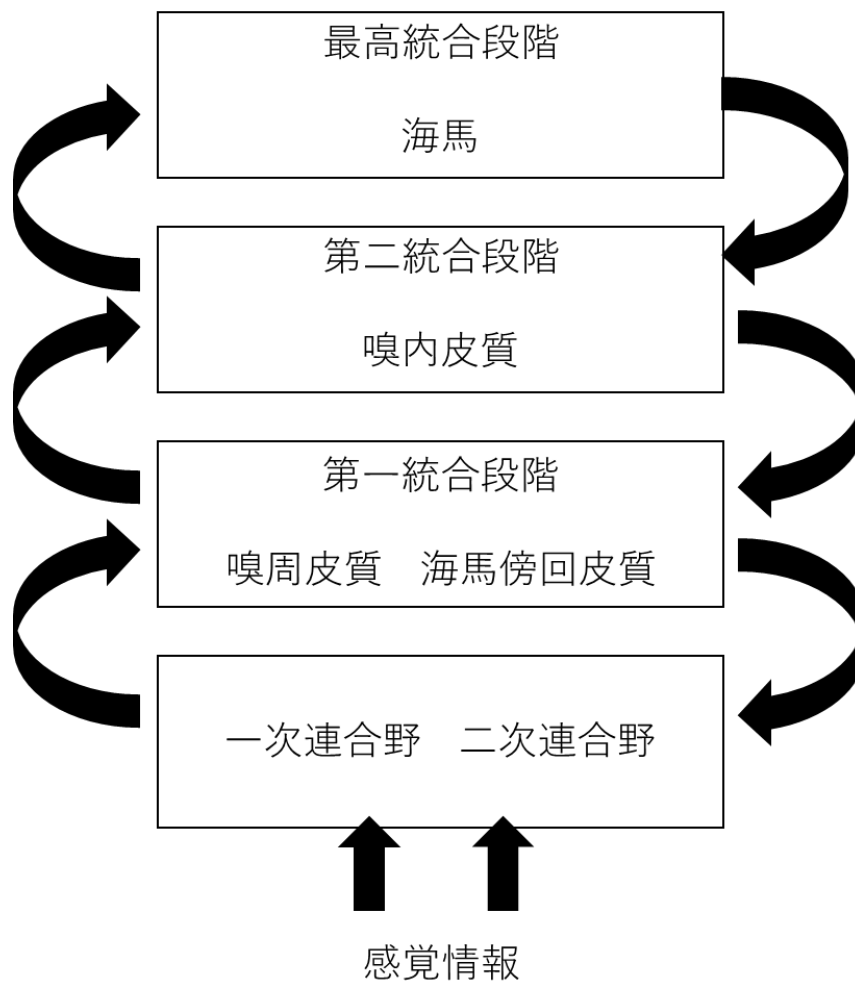 最高統合段階
海馬
第二統合段階
嗅内皮質
第一統合段階
嗅周皮質　海馬傍回皮質
一次連合野　二次連合野
感覚情報